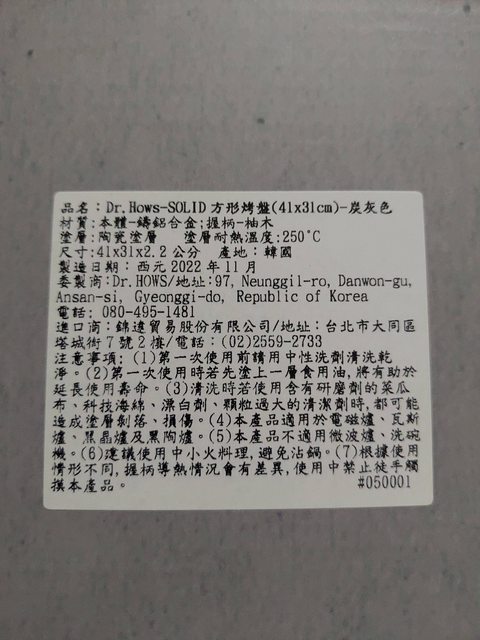 品名：Dr.Hows-SOLID 方形烤盤(41x31cm)-炭灰色
材質:本體-鑄鋁合金;握柄-柚木
塗層:陶瓷塗層 塗層耐熱溫度:250°C
尺寸:41x31x2.2 公分 產地：韓國
製造日期：西元 2022 年 11 月
委製商:Dr.HOWS/地址:97, Neunggil-ro, Danwon-gu,
Ansan-si, Gyeonggi-do, Republic of Korea
電話: 080-495-1481
進口商：錦遠貿易股份有限公司/地址：台北市大同區
塔城街 7 號 2 樓/電話：(02)2559-2733
注意事項: (1)第一次使用前請用中性洗劑清洗乾
淨。(2)第一次使用時若先塗上一層食用油,將有助於
延長使用壽命。(3)清洗時若使用含有研磨劑的菜瓜
布、科技海綿、漂白劑、顆粒過大的清潔劑時,都可能
造成塗層剝落、損傷。(4)本產品適用於電磁爐、瓦斯
爐、黑晶爐及黑陶爐。(5)本產品不適用微波爐、洗碗
機。(6)建議使用中小火料理,避免沾鍋。(7)根據使用
情形不同,握柄導熱情況會有差異,使用中禁止徒手觸
摸本產品。 #050001